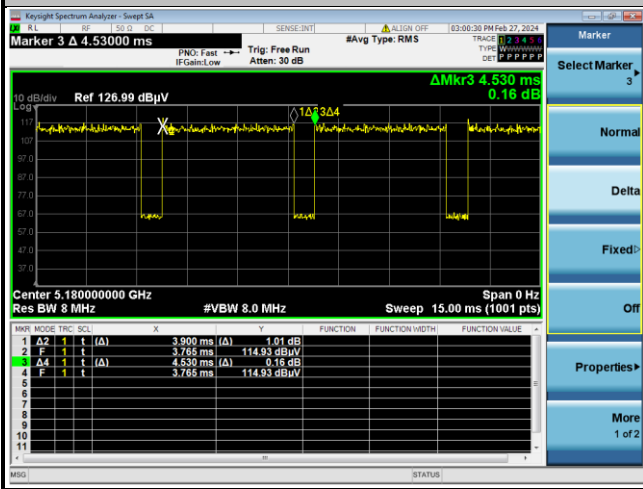 Keysight Spectrum Analyzer - Swept SA
RL RF 50 Ω DC SENSE:INT ALIGN OFF 03:00:30 PM Feb 27, 2024
Marker 3 Δ 4.53000 ms
PNO: Fast
IFGain:Low
Trig: Free Run
Atten: 30 dB
#Avg Type: RMS
TRACE 1 2 3 4 5 6
TYPE WWWWWW
DET P P P P P P
ΔMkr3 4.530 ms
0.16 dB
10 dB/div Ref 126.99 dBµV
Log
117
107
97.0
87.0
77.0
67.0
57.0
47.0
37.0
1Δ2 3Δ4
Center 5.180000000 GHz Span 0 Hz
Res BW 8 MHz #VBW 8.0 MHz Sweep 15.00 ms (1001 pts)
MKR MODE TRC SCL X Y FUNCTION FUNCTION WIDTH FUNCTION VALUE
1 Δ2 1 t (Δ) 3.900 ms (Δ) 1.01 dB
2 F 1 t 3.765 ms 114.93 dBµV
3 Δ4 1 t (Δ) 4.530 ms (Δ) 0.16 dB
4 F 1 t 3.765 ms 114.93 dBµV
5
6
7
8
9
10
11
MSG STATUS
Marker
Select Marker
3
Normal
Delta
Fixed
Off
Properties
More
1 of 2